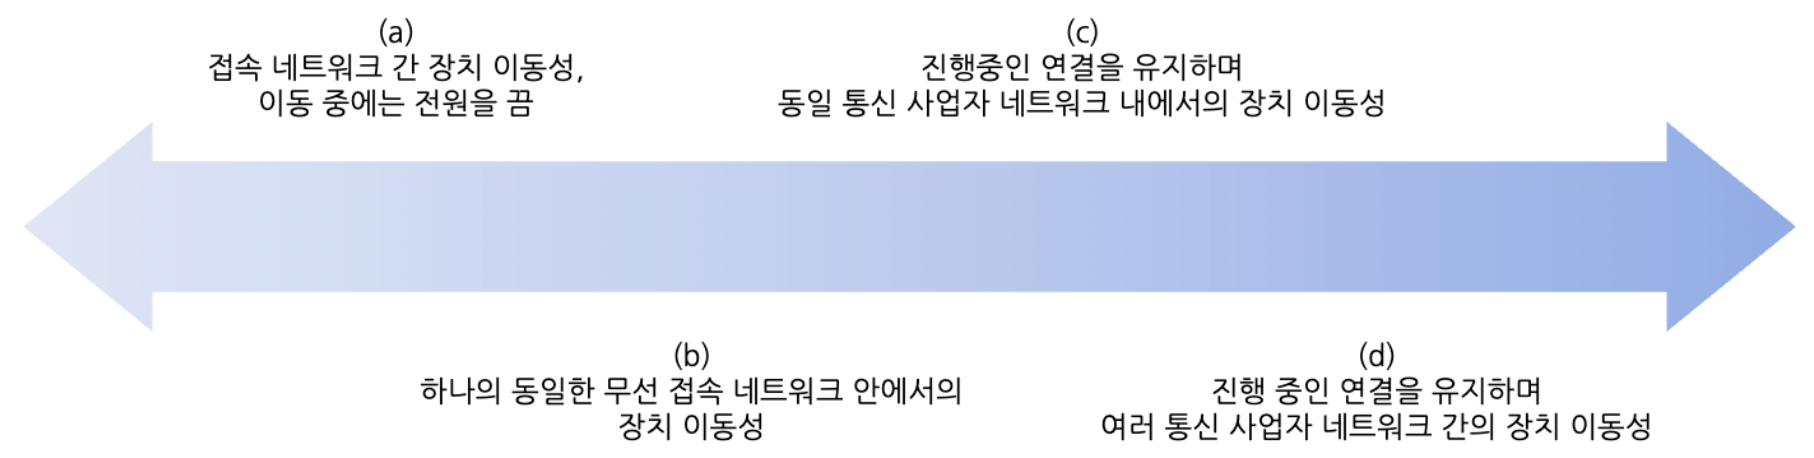 (a)
접속 네트워크 간 장치 이동성,
이동 중에는 전원을 끔
(c)
진행중인 연결을 유지하며
동일 통신 사업자 네트워크 내에서의 장치 이동성
(b)
하나의 동일한 무선 접속 네트워크 안에서의
장치 이동성
(d)
진행 중인 연결을 유지하며
여러 통신 사업자 네트워크 간의 장치 이동성